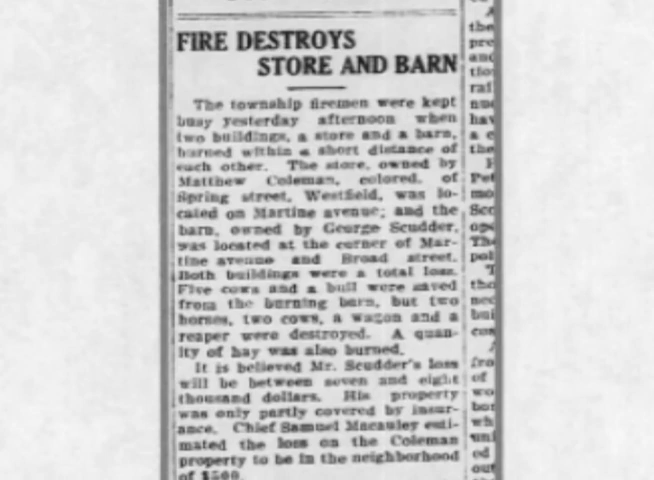 FIRE DESTROYS
STORE AND BARN
The township firemen were kept
busy yesterday afternoon when
two buildings, a store and a barn,
burned within a short distance of
each other. The store, owned by
Matthew Coleman, colored, of
Spring street, Westfield, was lo-
cated on Martine avenue; and the
barn, owned by George Scudder,
was located at the corner of Mar-
tine avenue and Broad street.
Both buildings were a total loss.
Five cows and a bull were saved
from the burning barn, but two
horses, two cows, a wagon and a
reaper were destroyed. A quan-
ity of hay was also burned.
It is believed Mr. Scudder's loss
will be between seven and eight
thousand dollars. His property
was only partly covered by insur-
ance. Chief Samuel Macauley esti-
mated the loss on the Coleman
property to be in the neighborhood
of $500.